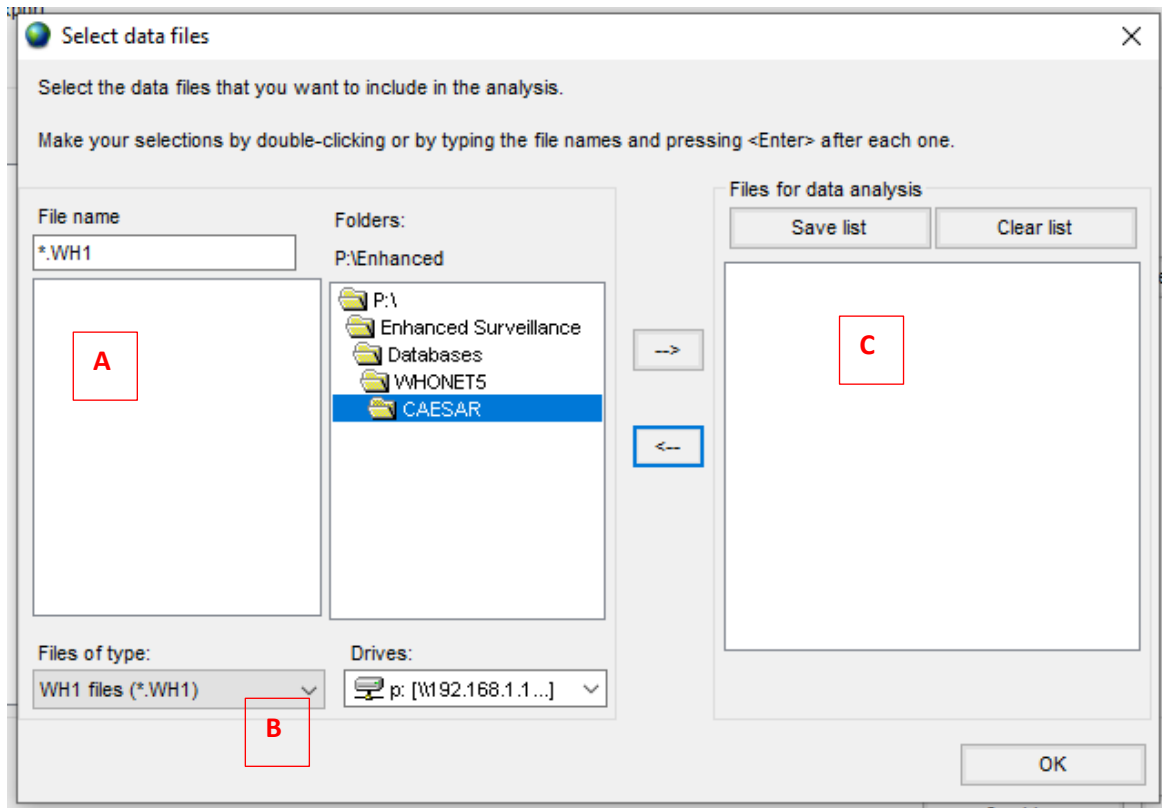 Select data files
Select the data files that you want to include in the analysis.
Make your selections by double-clicking or by typing the file names and pressing <Enter> after each one.
File name
*.WH1
Folders:
P:\Enhanced
P:\
Enhanced Surveillance
Databases
WHONET5
CAESAR
A
Files of type:
WH1 files (*.WH1)
B
Drives:
p: [\\192.168.1.1...]
-->
<--
Files for data analysis
Save list
Clear list
C
OK